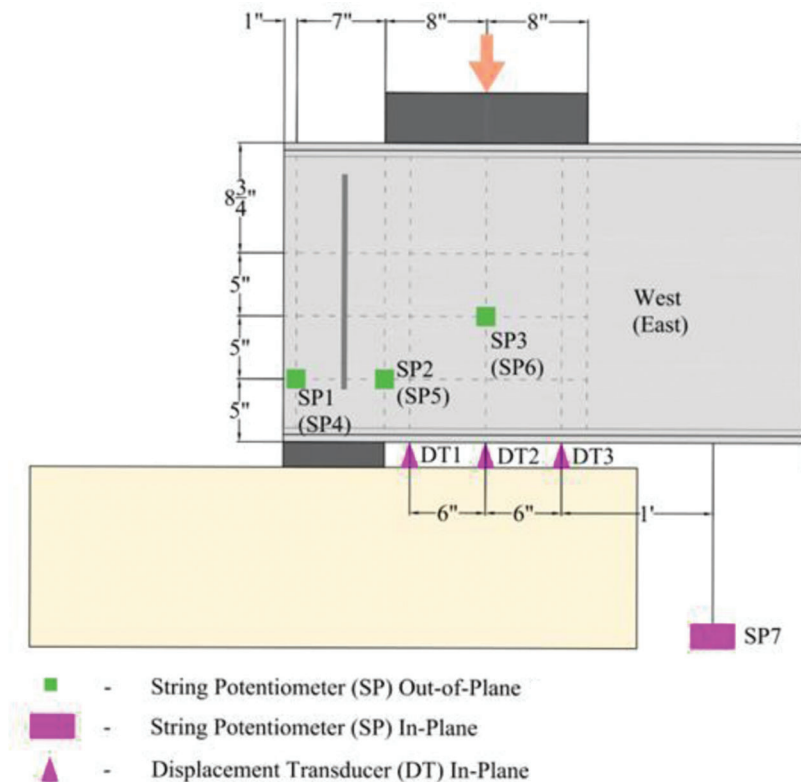 1" 7" 8" 8"
8 3/4"
5"
5"
5"
West
(East)
SP3
(SP6)
SP2
(SP5)
SP1
(SP4)
DT1 DT2 DT3
6" 6" 1'
SP7
- String Potentiometer (SP) Out-of-Plane
- String Potentiometer (SP) In-Plane
- Displacement Transducer (DT) In-Plane